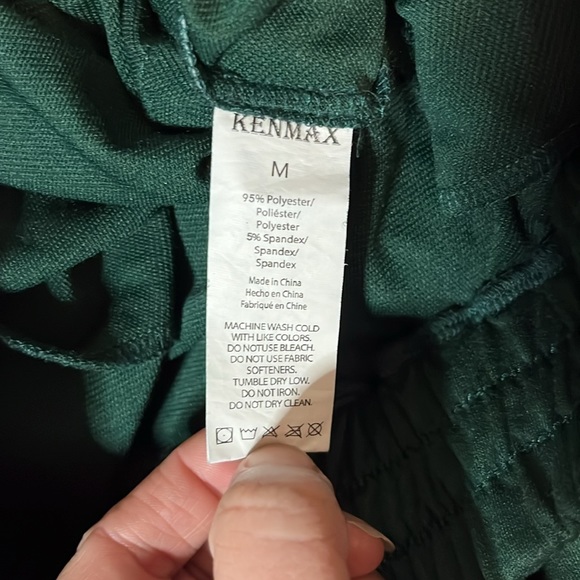 KENMAX
M
95% Polyester/
Poliéster/
Polyester
5% Spandex/
Spandex/
Spandex
Made in China
Hecho en China
Fabriqué en Chine
MACHINE WASH COLD
WITH LIKE COLORS.
DO NOTUSE BLEACH.
DO NOT USE FABRIC
SOFTENERS.
TUMBLE DRY LOW.
DO NOT IRON.
DO NOT DRY CLEAN.